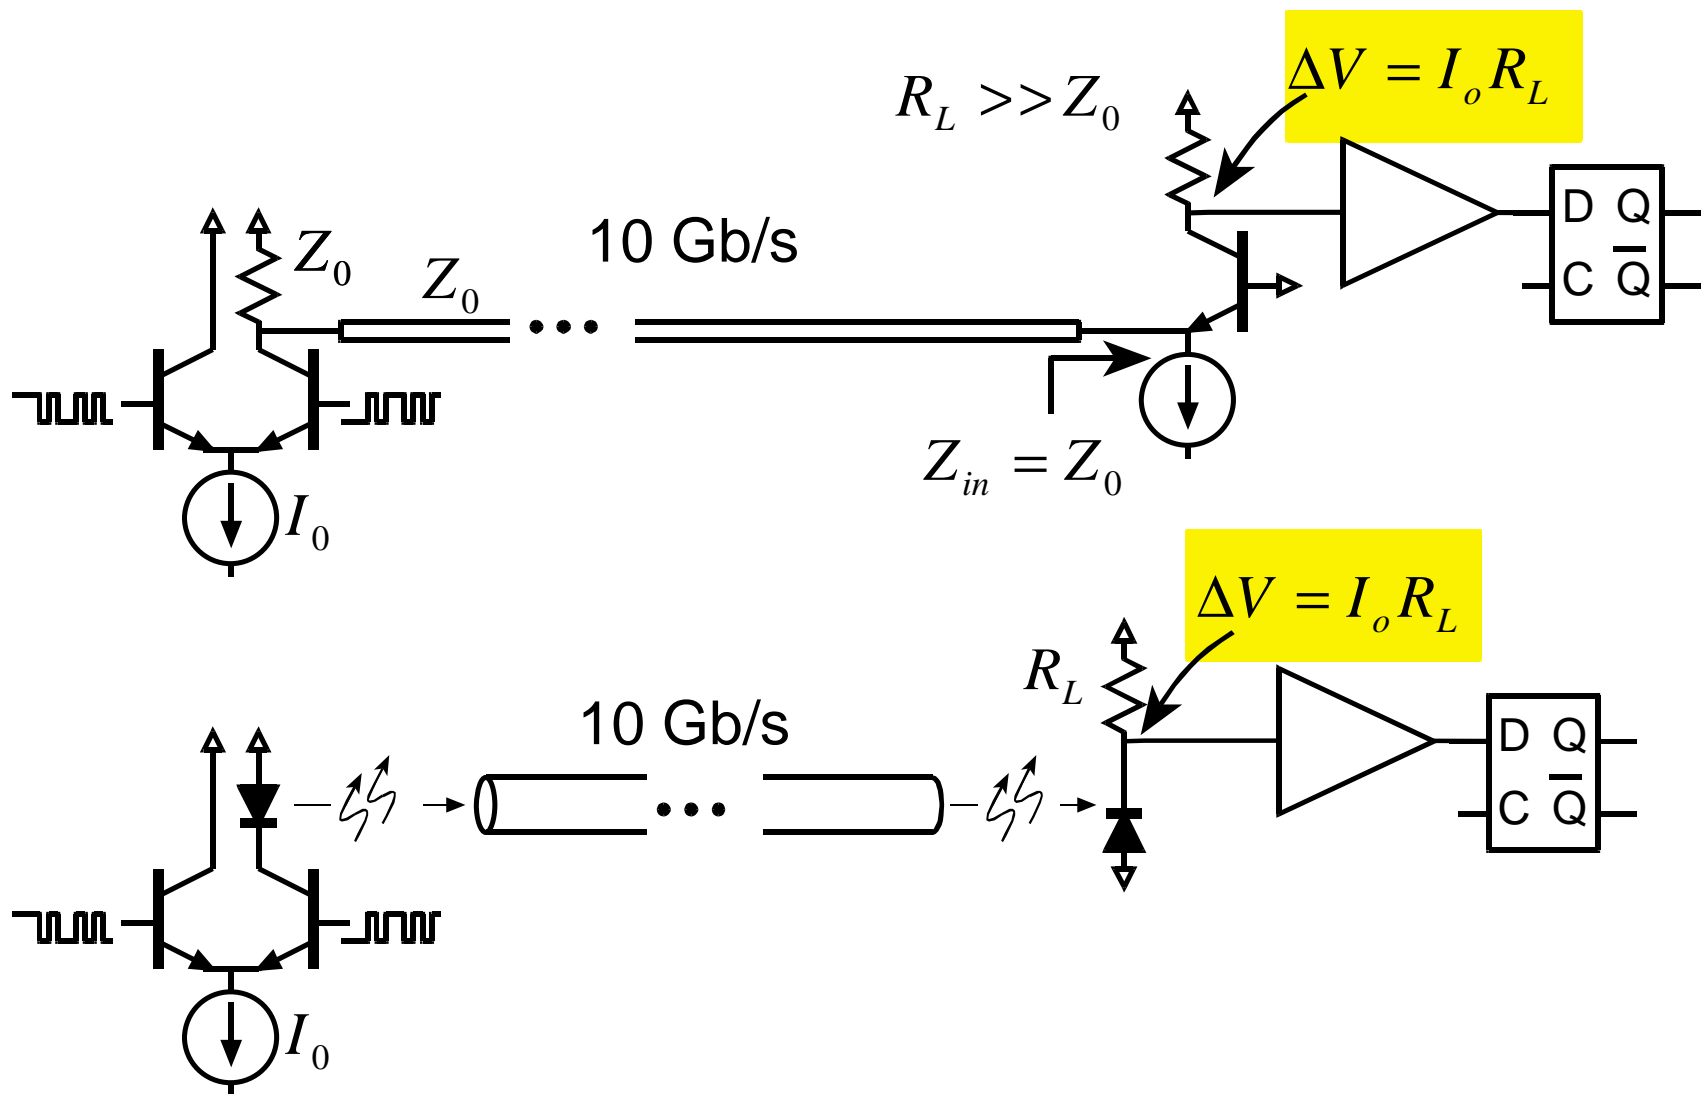 ΔV = I_o R_L
R_L >> Z_0
D Q
C Q̅
10 Gb/s
Z_0
Z_0
Z_in = Z_0
I_0
ΔV = I_o R_L
R_L
10 Gb/s
D Q
C Q̅
I_0